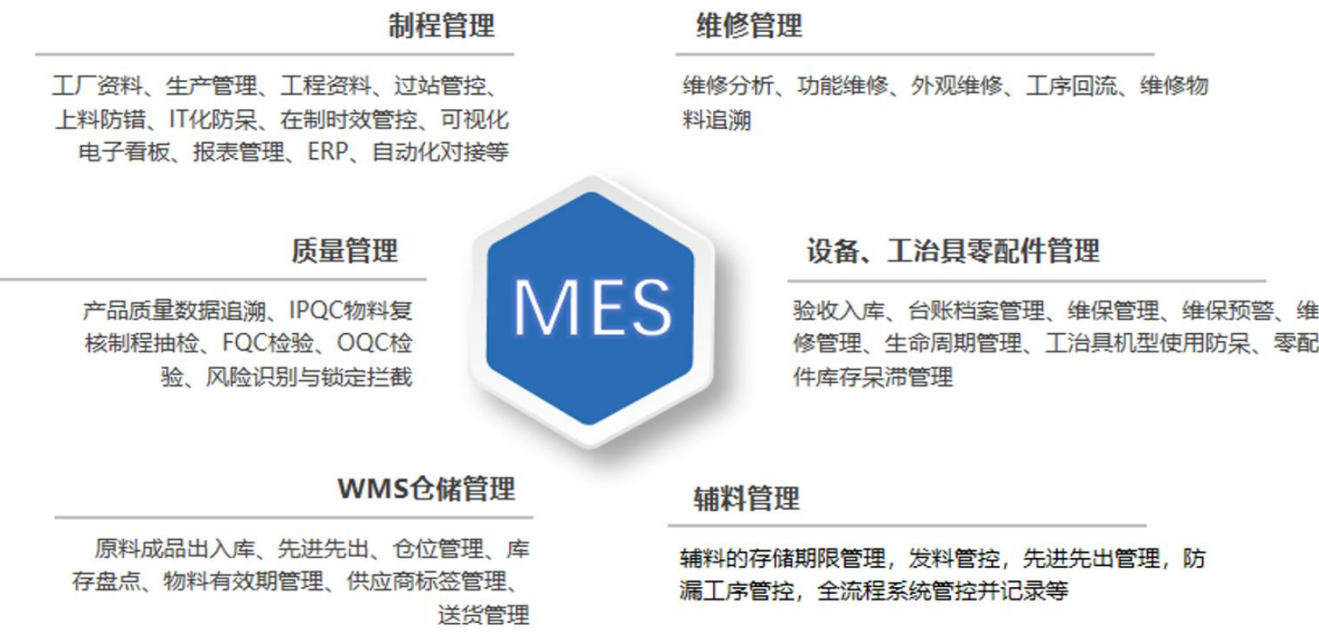 制程管理
工厂资料、生产管理、工程资料、过站管控、
上料防错、IT化防呆、在制时效管控、可视化
电子看板、报表管理、ERP、自动化对接等
维修管理
维修分析、功能维修、外观维修、工序回流、维修物
料追溯
质量管理
产品质量数据追溯、IPQC物料复
核制程抽检、FQC检验、OQC检
验、风险识别与锁定拦截
MES
设备、工治具零配件管理
验收入库、台账档案管理、维保管理、维保预警、维
修管理、生命周期管理、工治具机型使用防呆、零配
件库存呆滞管理
WMS仓储管理
原料成品出入库、先进先出、仓位管理、库
存盘点、物料有效期管理、供应商标签管理、
送货管理
辅料管理
辅料的存储期限管理，发料管控，先进先出管理，防
漏工序管控，全流程系统管控并记录等